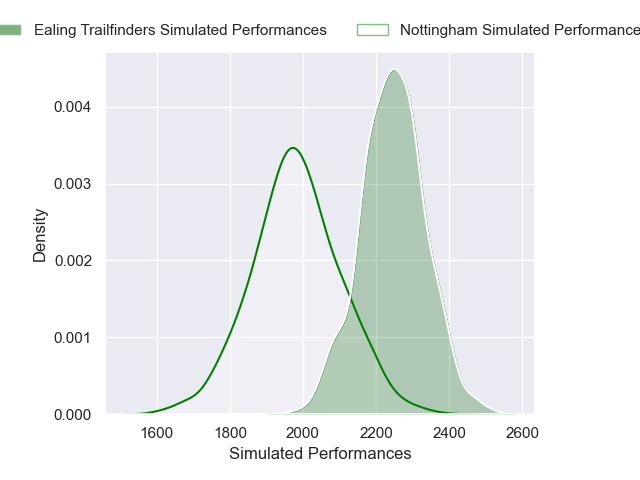 Ealing Trailfinders Simulated Performances
Nottingham Simulated Performance
0.004
0.003
0.002
0.001
0.000
Density
1600 1800 2000 2200 2400 2600
Simulated Performances